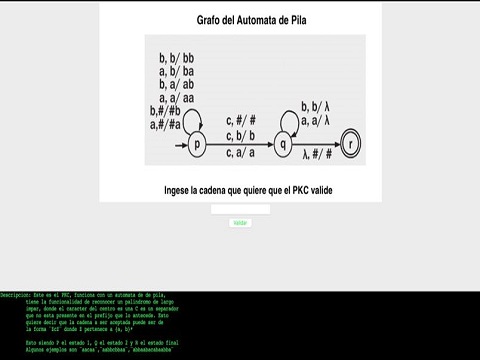 Grafo del Automata de Pila
b, b/ bb
a, b/ ba
b, a/ ab
a, a/ aa
b,#/#b
a,#/#a
c, #/ #
c, b/ b
c, a/ a
b, b/ λ
a, a/ λ
p
q
r
λ, #/ #
Ingese la cadena que quiere que el PKC valide
Validar
Descripcion: Este es el PKC, funciona con un automata de de pila,
tiene la funcionalidad de reconocer un palindromo de largo
impar, donde el caracter del centro es una C es un separador
que no esta presente en el prefijo que lo antecede. Esto
quiere decir que la cadena a ser aceptada puede ser de
la forma
donde
pertenece a {a, b}*
Esto siendo P el estado 1, Q el estado 2 y R el estado final
Algunos ejemplos son